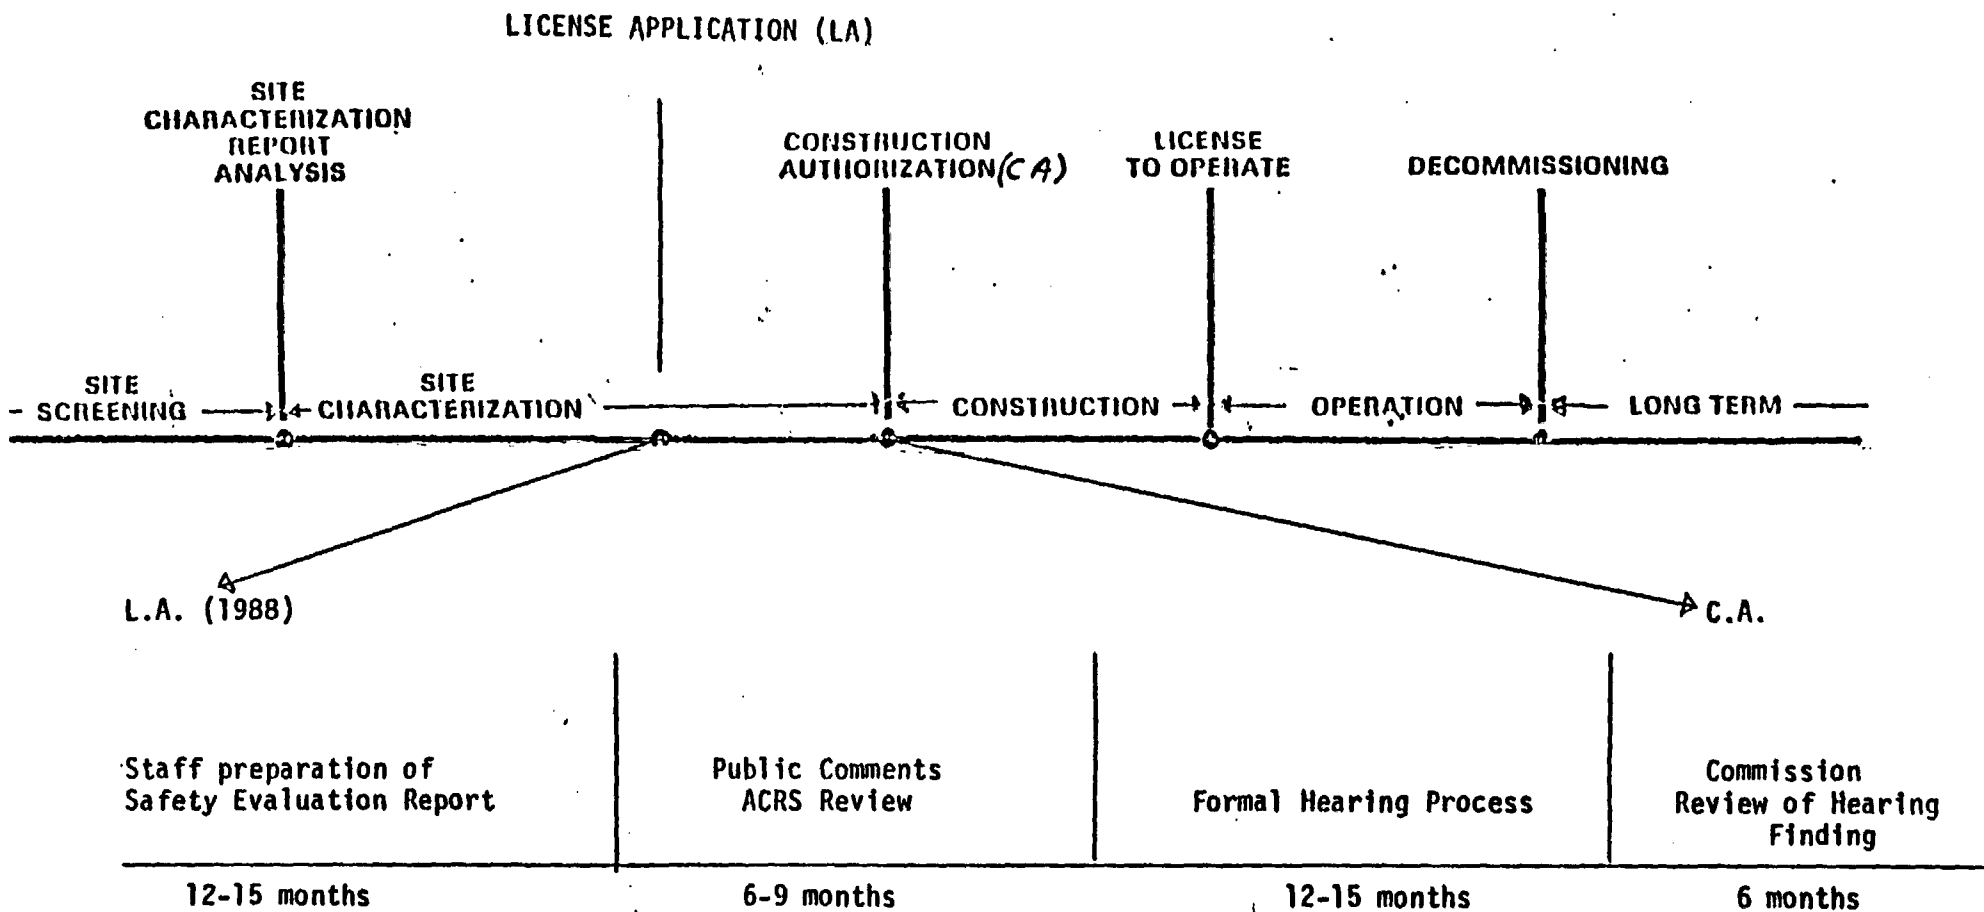 LICENSE APPLICATION (LA)
SITE
CHARACTERIZATION
REPORT
ANALYSIS
CONSTRUCTION
AUTHORIZATION (CA)
LICENSE
TO OPERATE
DECOMMISSIONING
SITE
SCREENING
SITE
CHARACTERIZATION
CONSTRUCTION
OPERATION
LONG TERM
L.A. (1988)
C.A.
Staff preparation of
Safety Evaluation Report
Public Comments
ACRS Review
Formal Hearing Process
Commission
Review of Hearing
Finding
12-15 months
6-9 months
12-15 months
6 months